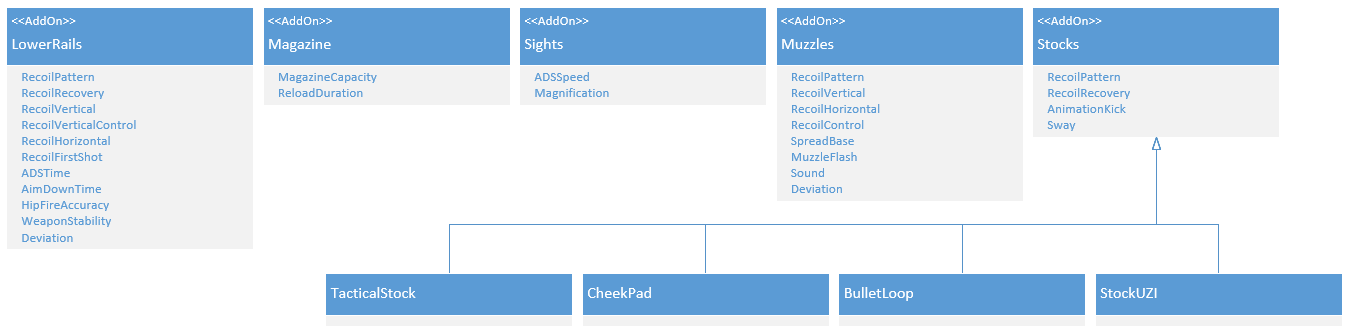 <<AddOn>>
LowerRails
RecoilPattern
RecoilRecovery
RecoilVertical
RecoilVerticalControl
RecoilHorizontal
RecoilFirstShot
ADSTime
AimDownTime
HipFireAccuracy
WeaponStability
Deviation
<<AddOn>>
Magazine
MagazineCapacity
ReloadDuration
<<AddOn>>
Sights
ADSSpeed
Magnification
<<AddOn>>
Muzzles
RecoilPattern
RecoilVertical
RecoilHorizontal
RecoilControl
SpreadBase
MuzzleFlash
Sound
Deviation
<<AddOn>>
Stocks
RecoilPattern
RecoilRecovery
AnimationKick
Sway
TacticalStock
CheekPad
BulletLoop
StockUZI